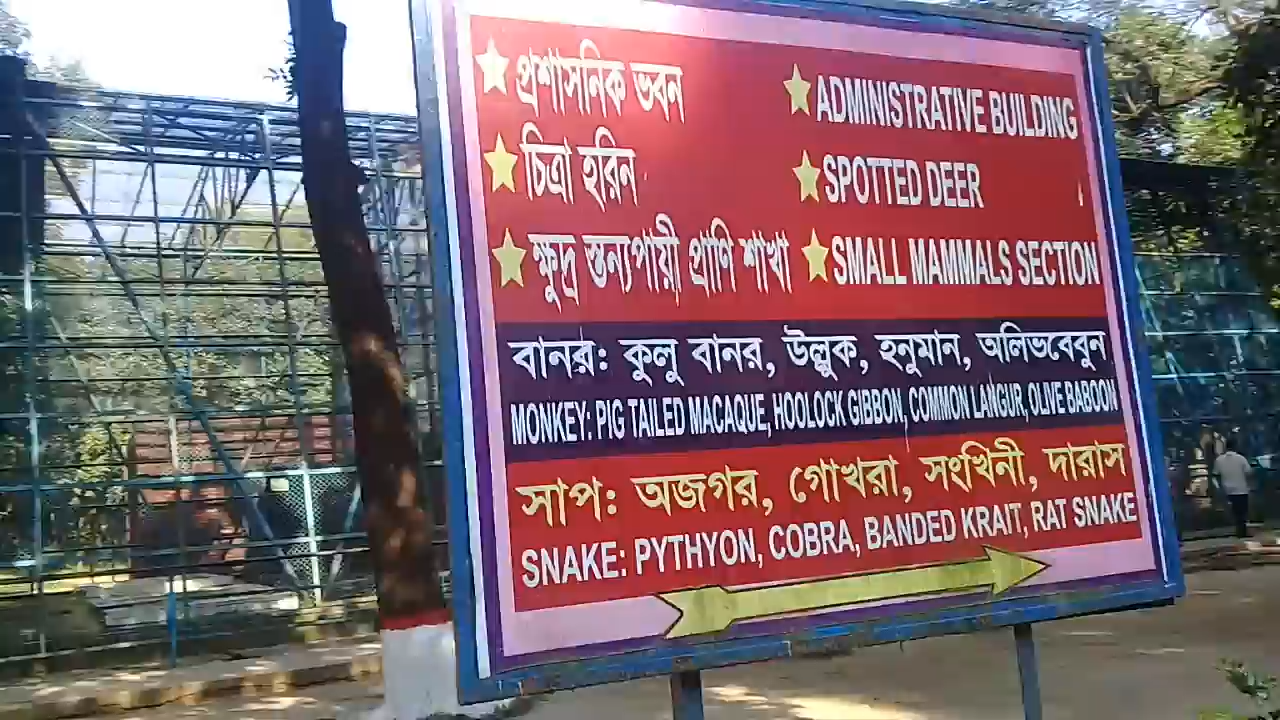 প্রশাসনিক ভবন ADMINISTRATIVE BUILDING
চিত্রা হরিন SPOTTED DEER
ক্ষুদ্র স্তন্যপায়ী প্রাণি শাখা SMALL MAMMALS SECTION
বানর: কুলু বানর, উল্লুক, হনুমান, অলিভবেবুন
MONKEY: PIG TAILED MACAQUE, HOOLOCK GIBBON, COMMON LANGUR, OLIVE BABOON
সাপ: অজগর, গোখরা, সংখিনী, দারাস
SNAKE: PYTHYON, COBRA, BANDED KRAIT, RAT SNAKE